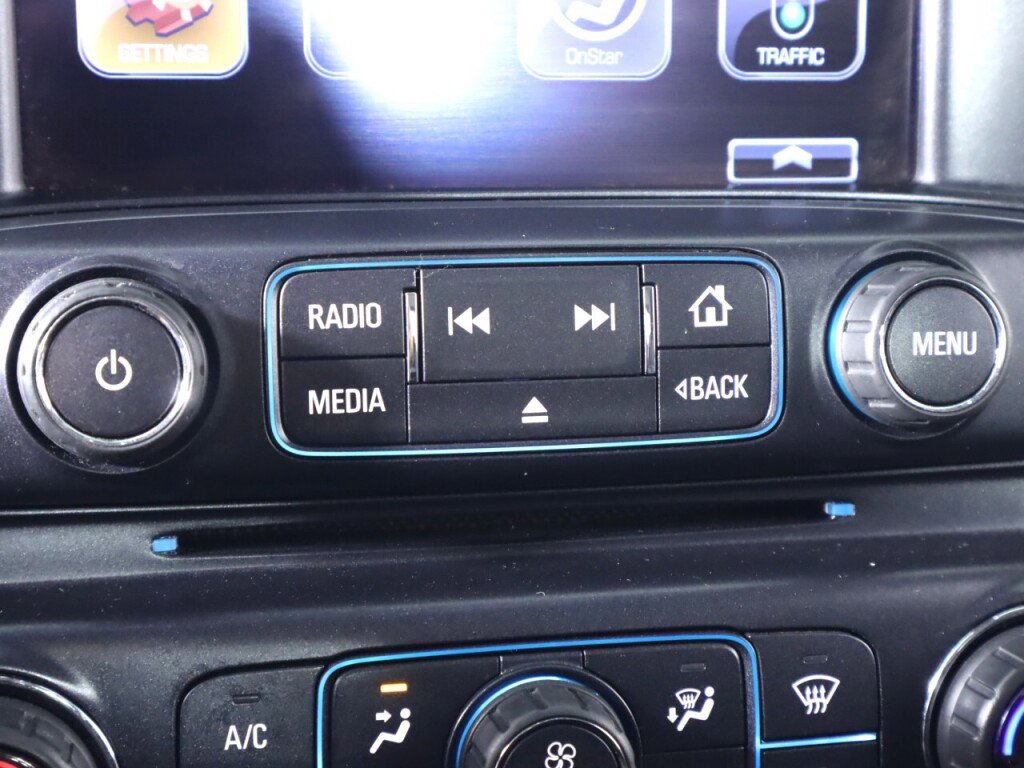 SETTINGS
OnStar
TRAFFIC
RADIO
MENU
MEDIA
BACK
A/C